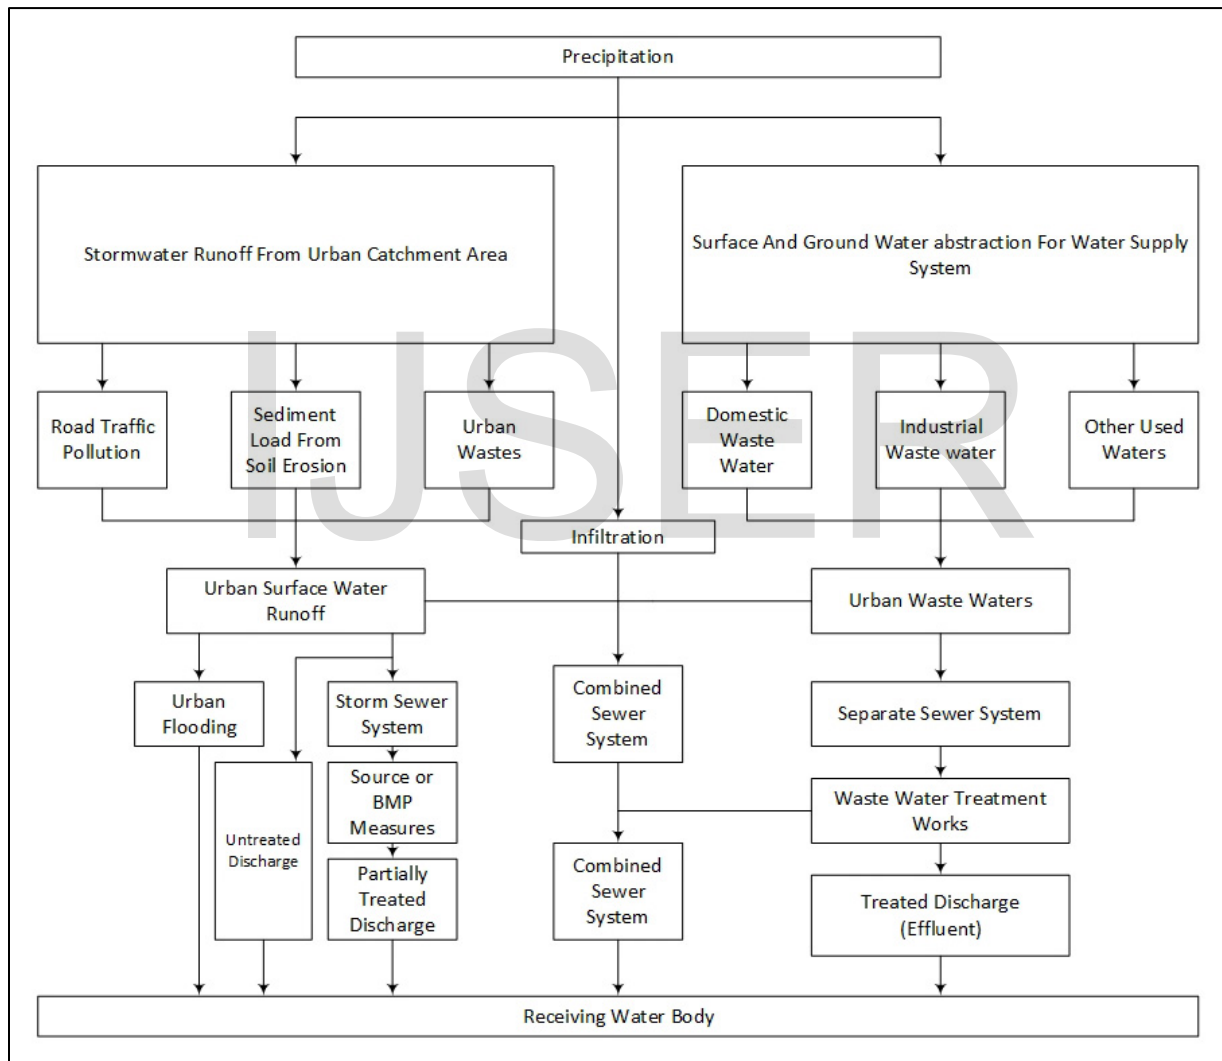 Precipitation
Stormwater Runoff From Urban Catchment Area
Surface And Ground Water abstraction For Water Supply
System
IJSER
Road Traffic
Pollution
Sediment
Load From
Soil Erosion
Urban
Wastes
Domestic
Waste
Water
Industrial
Waste water
Other Used
Waters
Infiltration
Urban Surface Water
Runoff
Urban Waste Waters
Urban
Flooding
Storm Sewer
System
Combined
Sewer
System
Separate Sewer System
Untreated
Discharge
Source or
BMP
Measures
Waste Water Treatment
Works
Partially
Treated
Discharge
Combined
Sewer
System
Treated Discharge
(Effluent)
Receiving Water Body